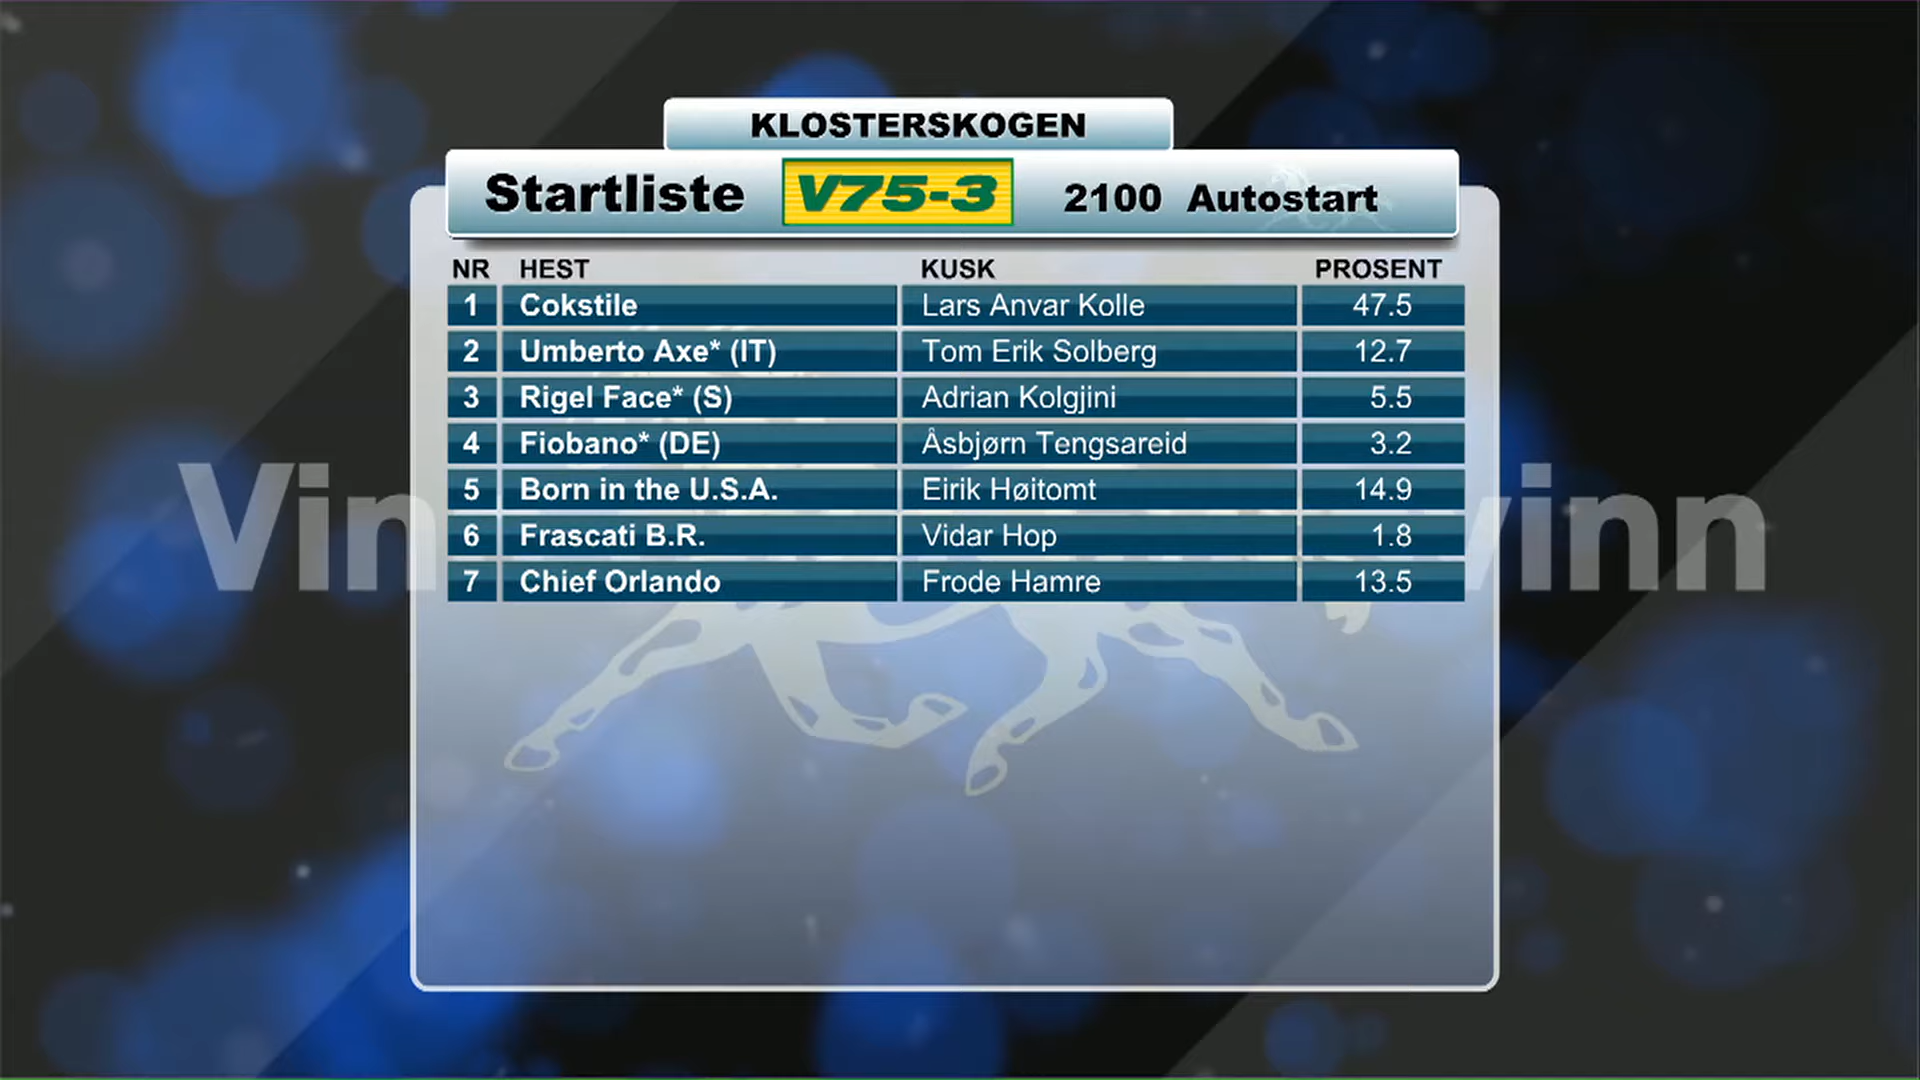 KLOSTERSKOGEN
Startliste V75-3 2100 Autostart
NR HEST KUSK PROSENT
1 Cokstile Lars Anvar Kolle 47.5
2 Umberto Axe* (IT) Tom Erik Solberg 12.7
3 Rigel Face* (S) Adrian Kolgjini 5.5
4 Fiobano* (DE) Åsbjørn Tengsareid 3.2
5 Born in the U.S.A. Eirik Høitomt 14.9
6 Frascati B.R. Vidar Hop 1.8
7 Chief Orlando Frode Hamre 13.5